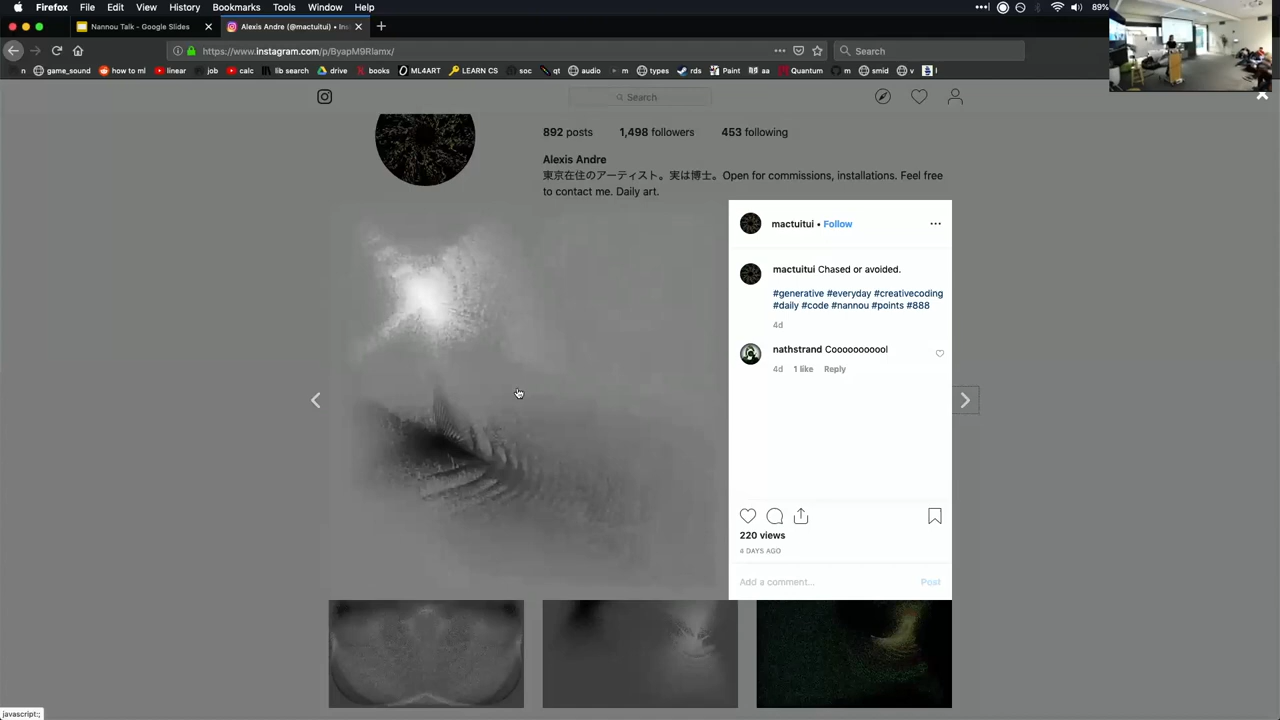 Firefox File Edit View History Bookmarks Tools Window Help 89%
Nannou Talk - Google Slides
Alexis Andre (@mactuitui) • Ins
https://www.instagram.com/p/ByapM9Rlamx/
Search
n game_sound how to ml linear job calc lib search drive books ML4ART LEARN CS soc qt audio m types rds Paint aa Quantum m smid v l
Search
892 posts 1,498 followers 453 following
Alexis Andre
東京在住のアーティスト。実は博士。Open for commissions, installations. Feel free
to contact me. Daily art.
mactuitui • Follow
mactuitui Chased or avoided.
#generative #everyday #creativecoding
#daily #code #nannou #points #888
4d
nathstrand Coooooooooool
4d 1 like Reply
220 views
4 DAYS AGO
Add a comment... Post
javascript:;